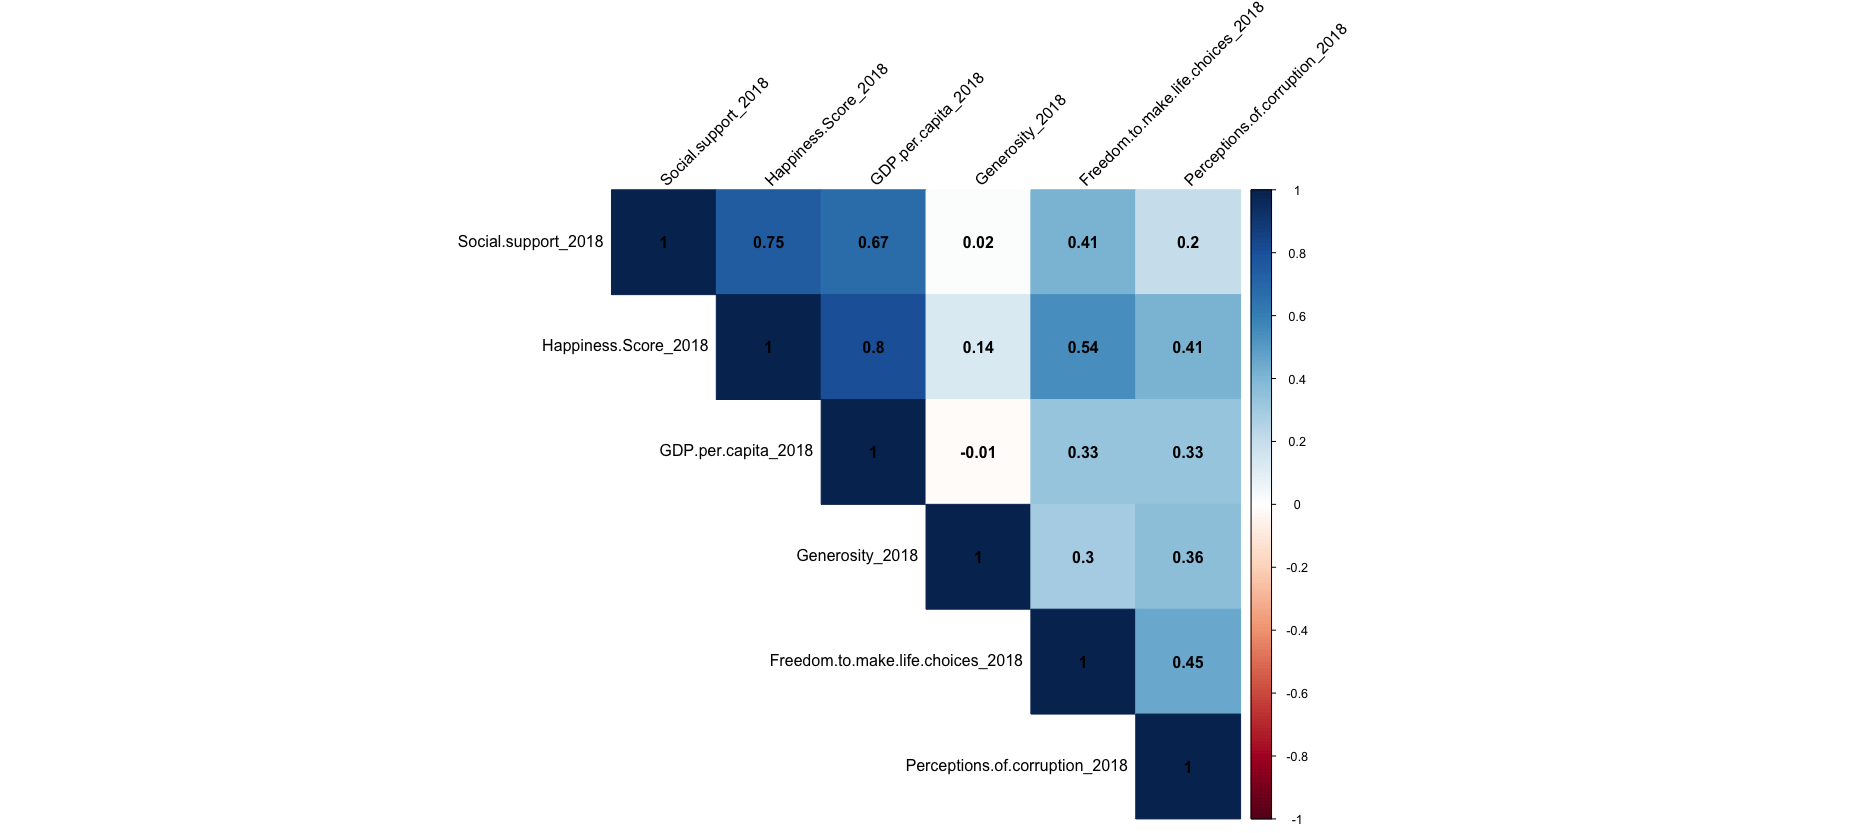 Social.support_2018
Happiness.Score_2018
GDP.per.capita_2018
Generosity_2018
Freedom.to.make.life.choices_2018
Perceptions.of.corruption_2018
Social.support_2018 1 0.75 0.67 0.02 0.41 0.2
Happiness.Score_2018 1 0.8 0.14 0.54 0.41
GDP.per.capita_2018 1 -0.01 0.33 0.33
Generosity_2018 1 0.3 0.36
Freedom.to.make.life.choices_2018 1 0.45
Perceptions.of.corruption_2018 1
1
0.8
0.6
0.4
0.2
0
-0.2
-0.4
-0.6
-0.8
-1